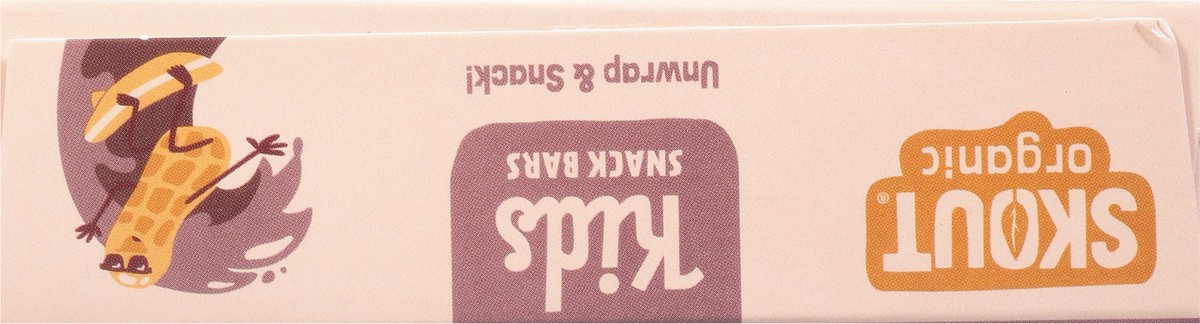 SKOUT®
organic
Kids
SNACK BARS
Unwrap & Snack!